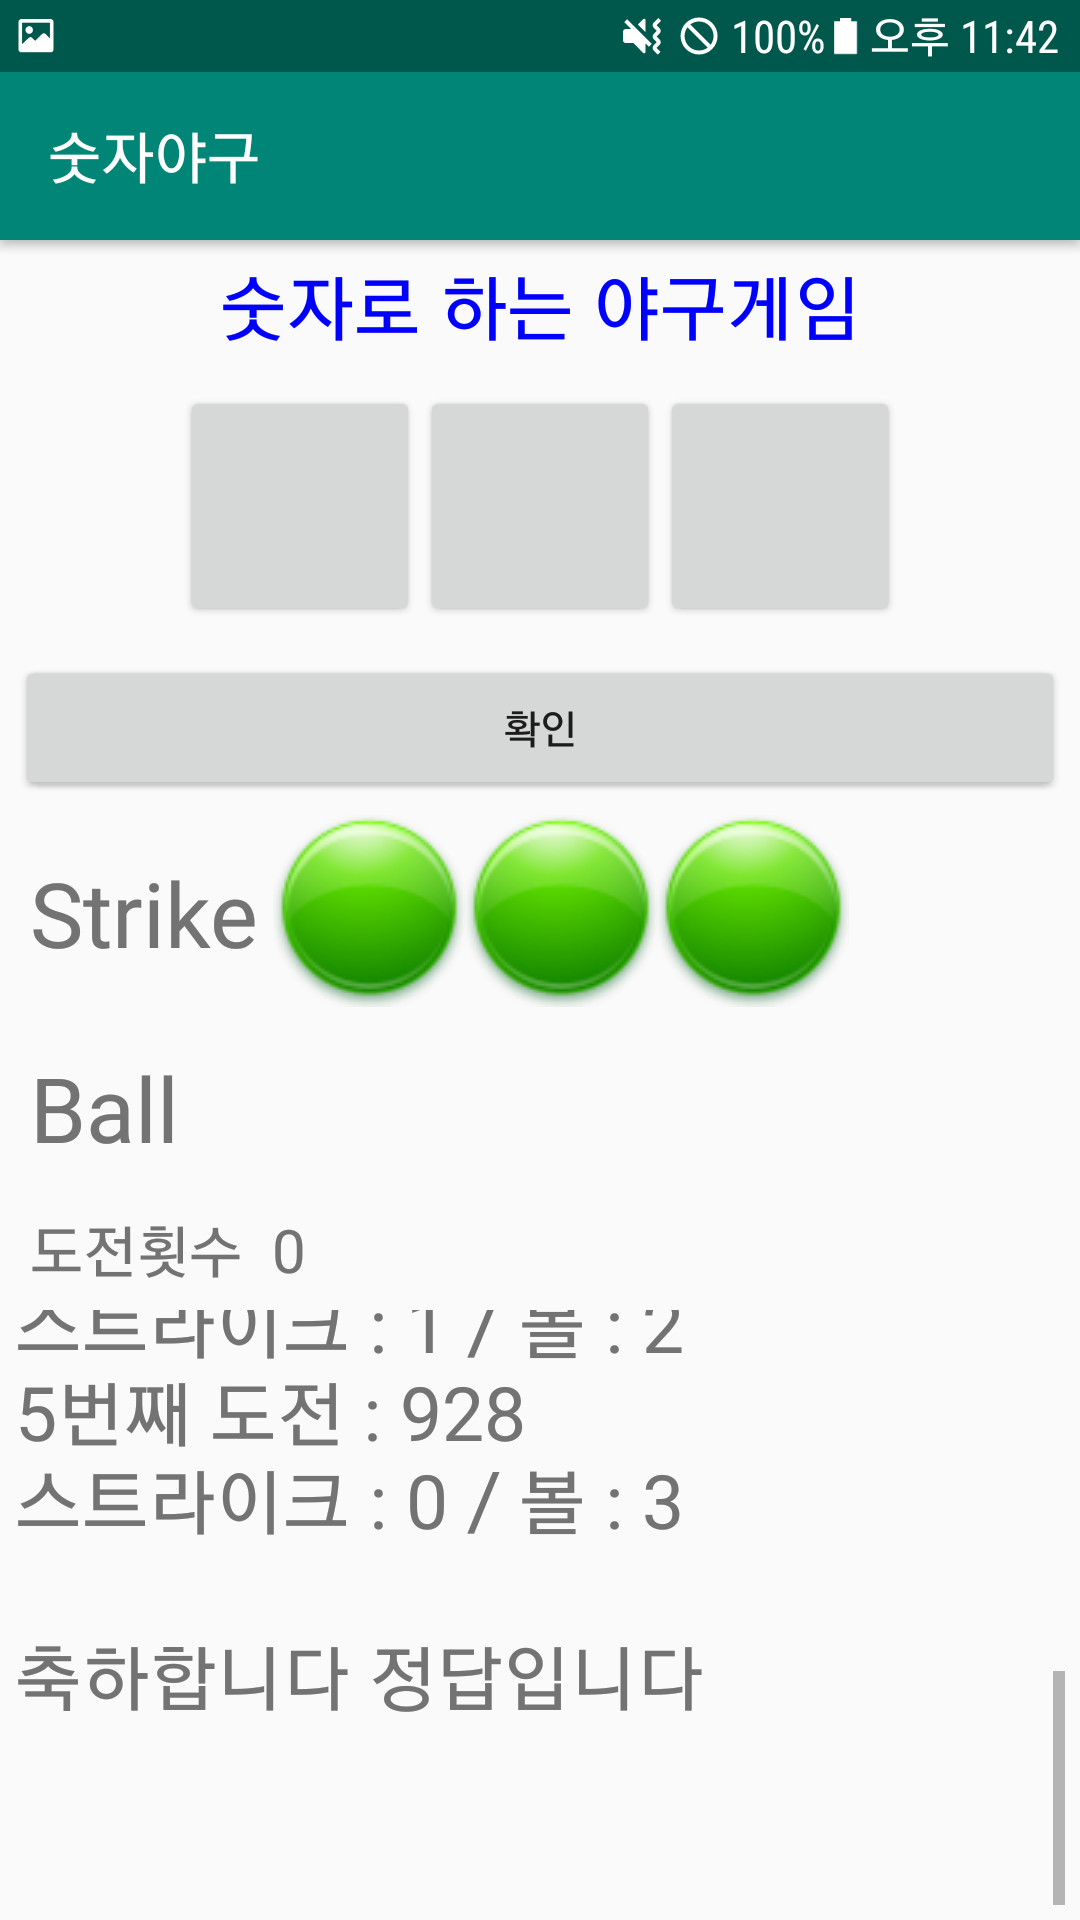 100% 오후 11:42
숫자야구
숫자로 하는 야구게임
확인
Strike
Ball
도전횟수 0
스트라이크 : 1 / 볼 : 2
5번째 도전 : 928
스트라이크 : 0 / 볼 : 3
축하합니다 정답입니다